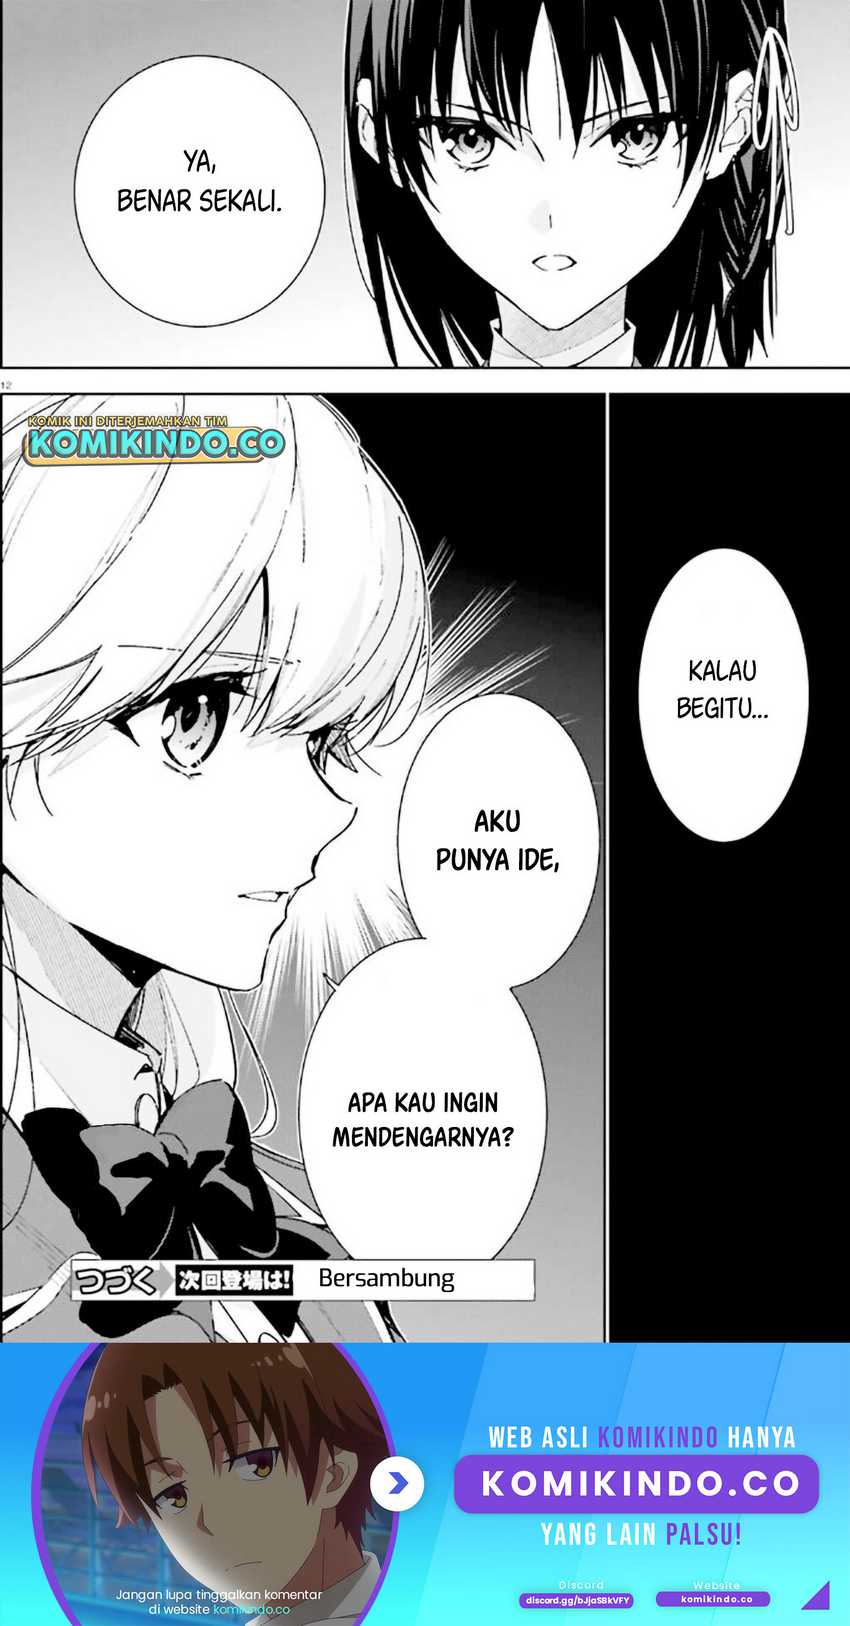 YA,
BENAR SEKALI.
12
KOMIK INI DITERJEMAHKAN TIM
KOMIKINDO.CO
KALAU
BEGITU...
AKU
PUNYA IDE,
APA KAU INGIN
MENDENGARNYA?
つづく 次回登場は! Bersambung
WEB ASLI KOMIKINDO HANYA
KOMIKINDO.CO
YANG LAIN PALSU!
Jangan lupa tinggalkan komentar
di website komikindo.co
Discord
discord.gg/bJjaSBkVFY
Website
komikindo.co